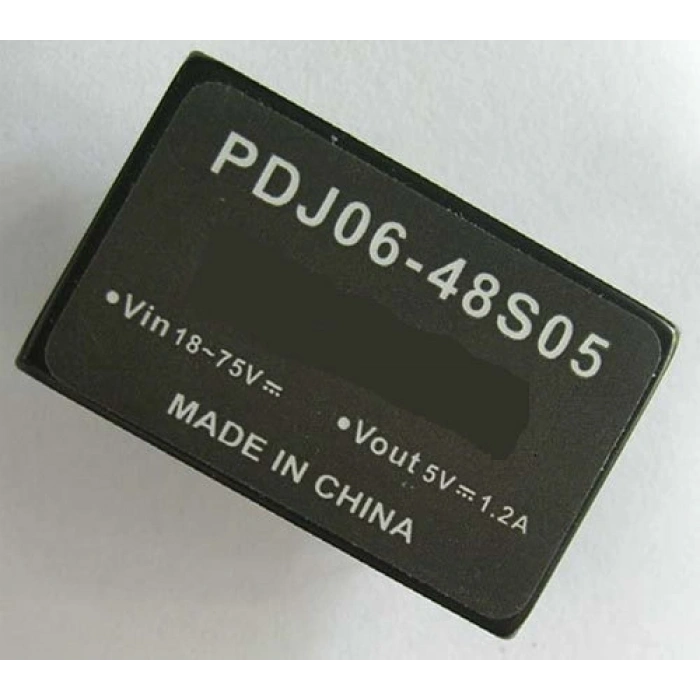 PDJ06-48S05
•Vin 18~75V⎓
•Vout 5V⎓1.2A
MADE IN CHINA